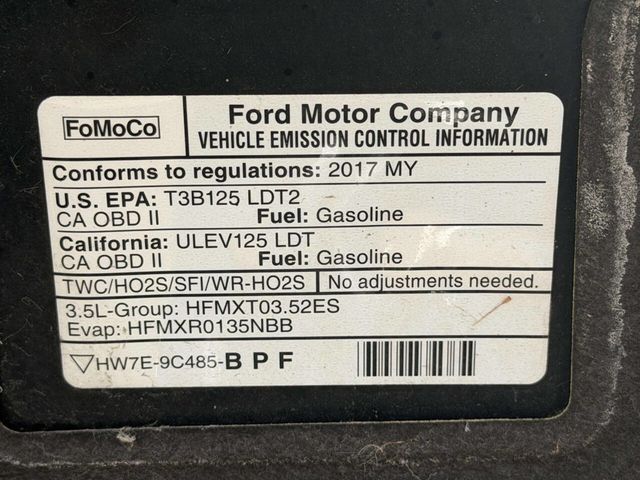 FoMoCo
Ford Motor Company
VEHICLE EMISSION CONTROL INFORMATION
Conforms to regulations: 2017 MY
U.S. EPA: T3B125 LDT2
CA OBD II Fuel: Gasoline
California: ULEV125 LDT
CA OBD II Fuel: Gasoline
TWC/HO2S/SFI/WR-HO2S No adjustments needed.
3.5L-Group: HFMXT03.52ES
Evap: HFMXR0135NBB
HW7E-9C485-BPF